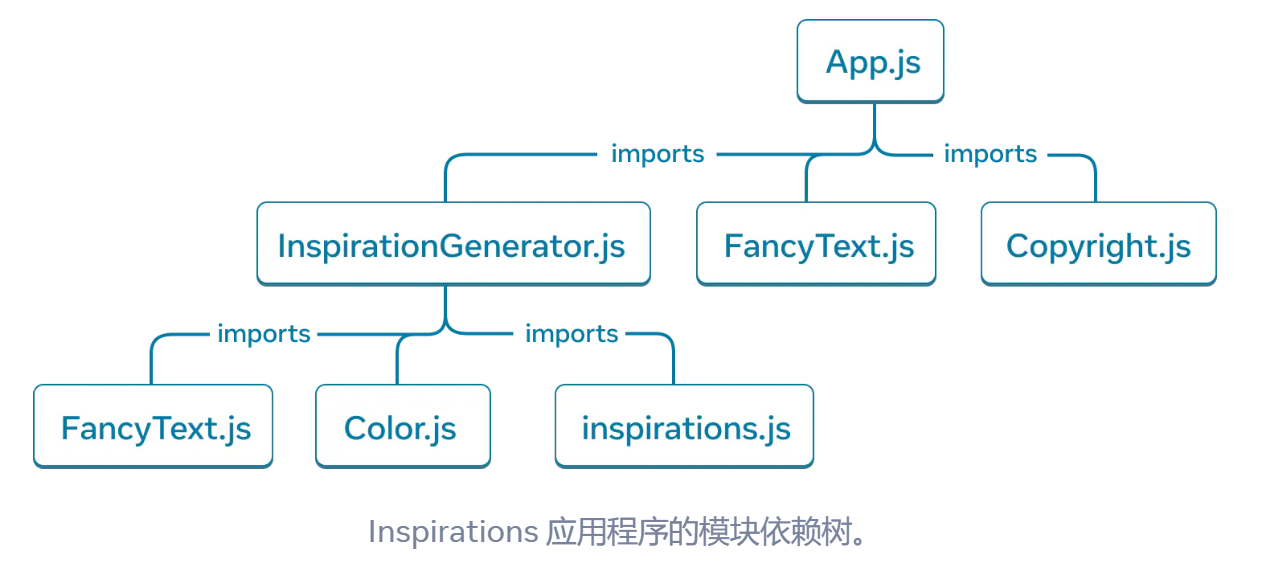 App.js
imports
imports
InspirationGenerator.js
FancyText.js
Copyright.js
imports
imports
FancyText.js
Color.js
inspirations.js
Inspirations 应用程序的模块依赖树。